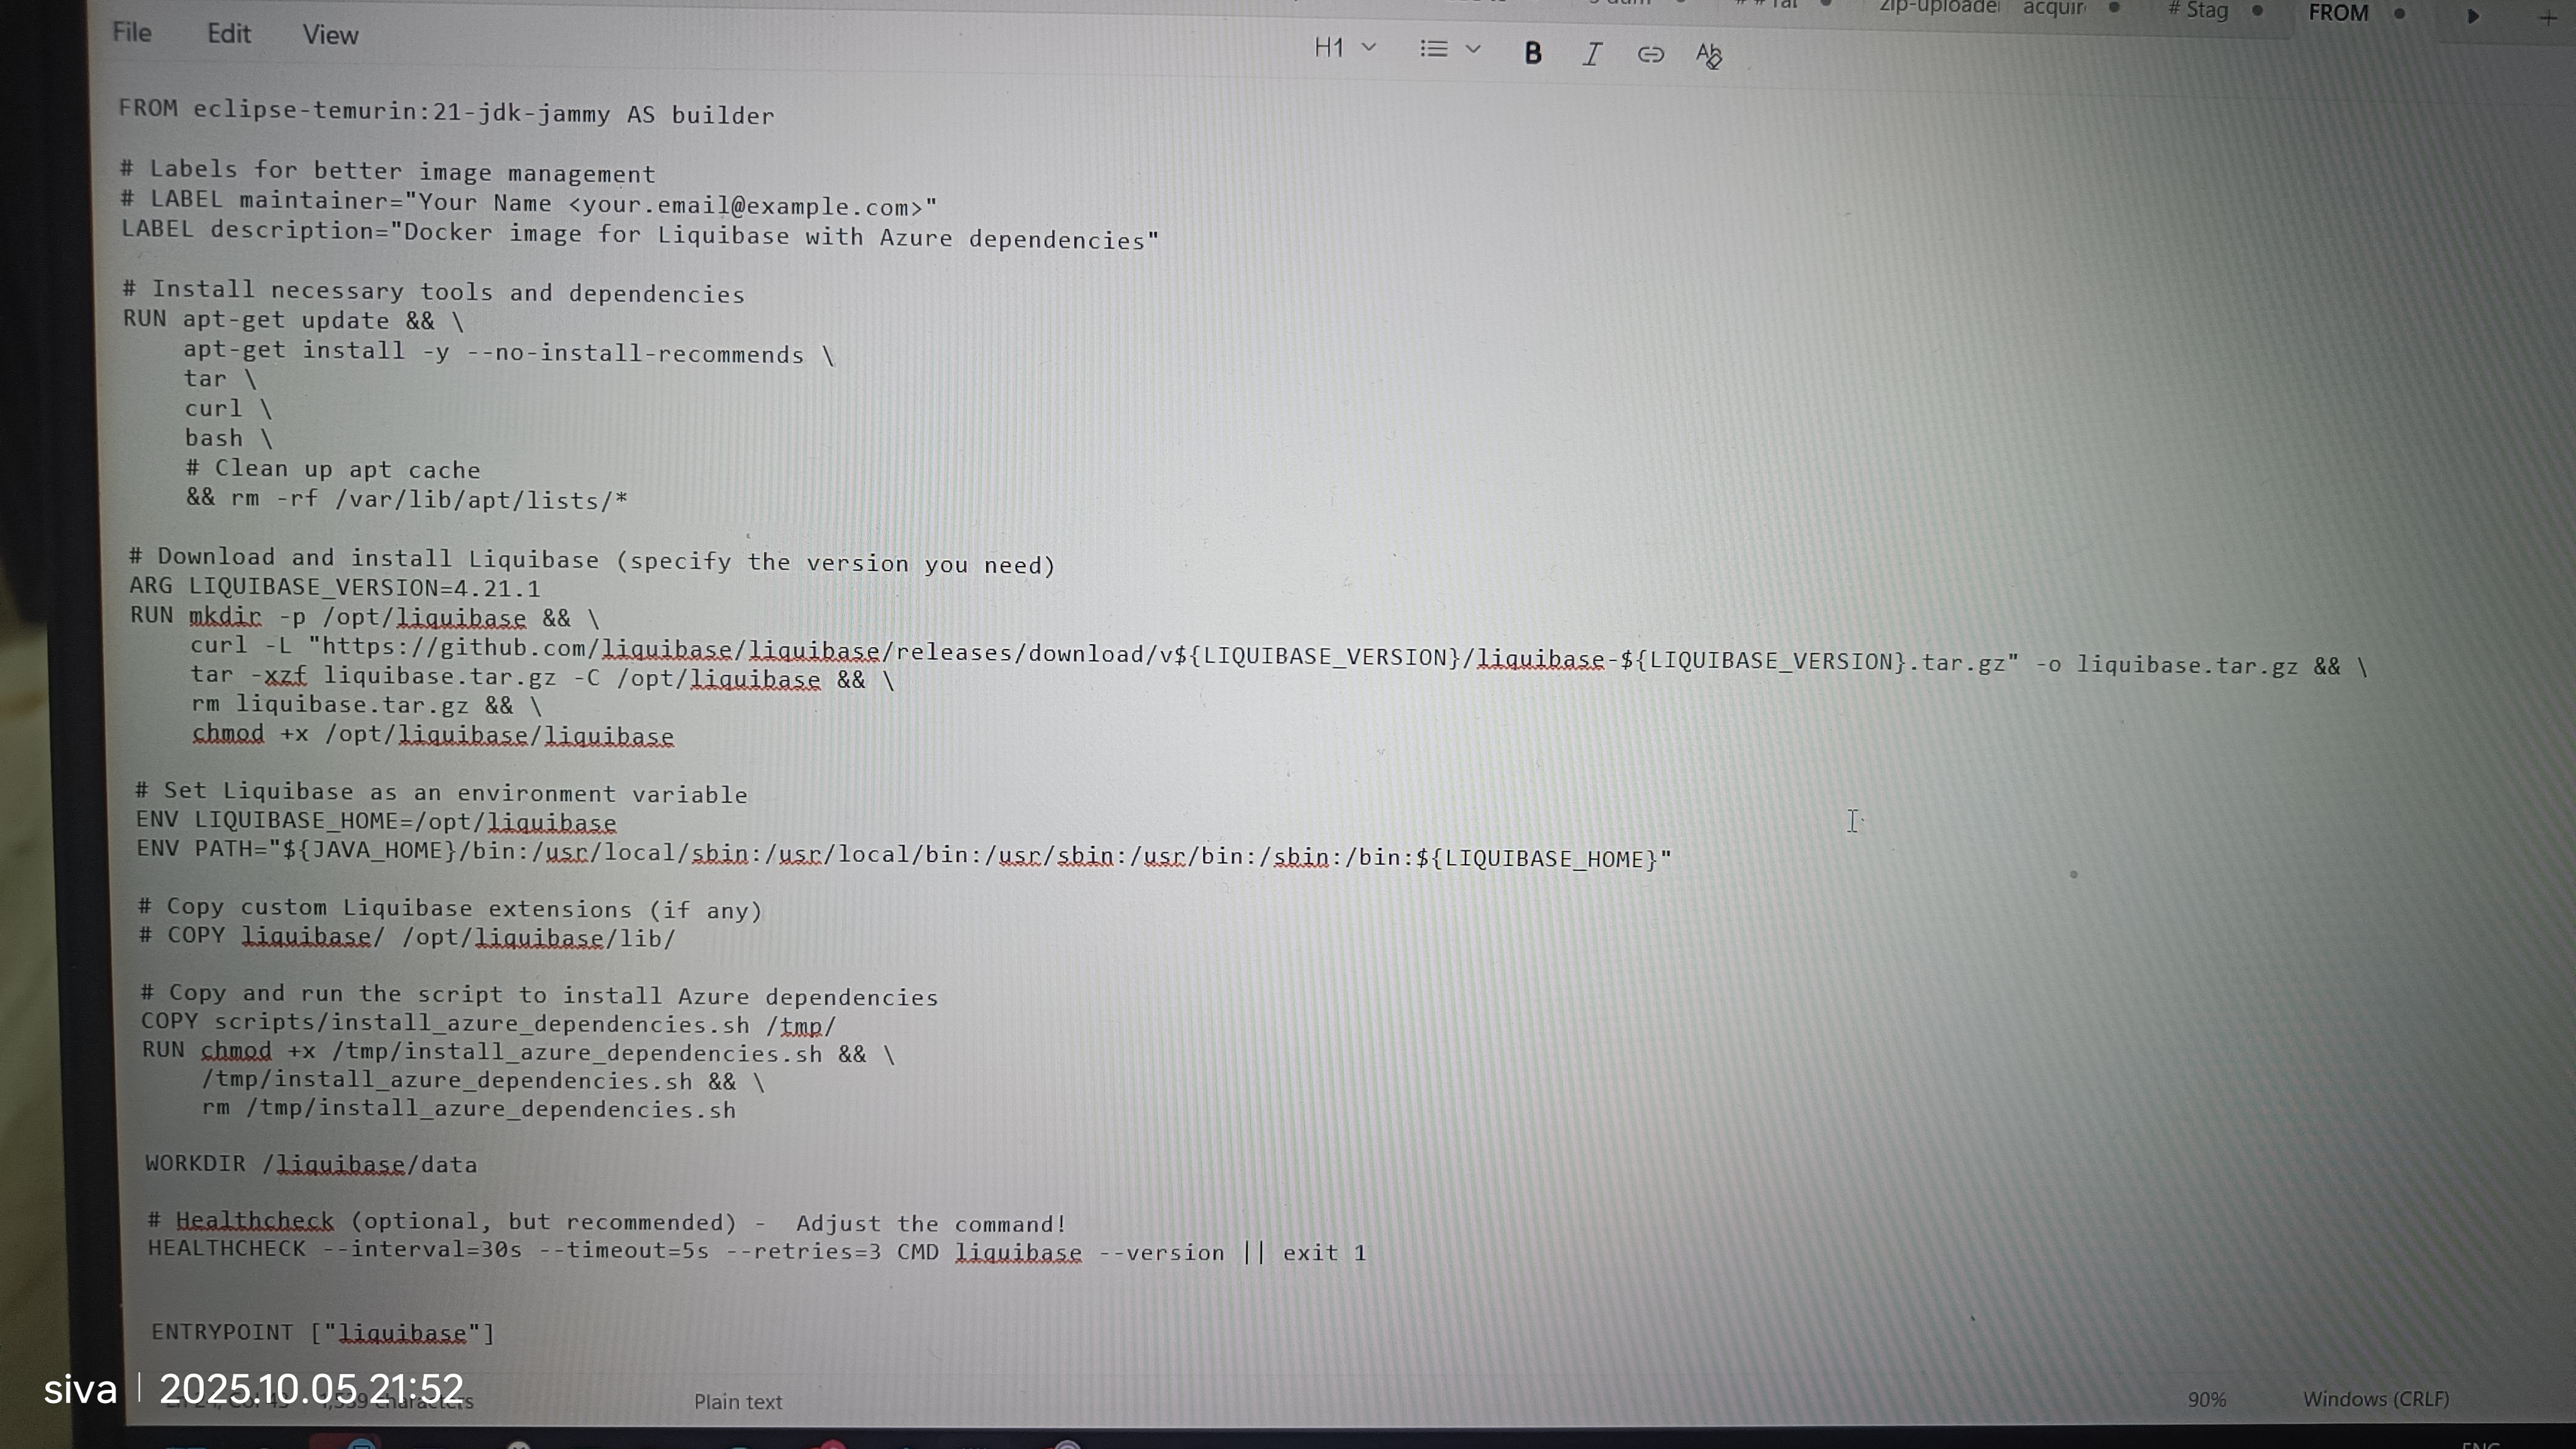 zip-uploader acquir # Stag FROM
File Edit View
H1 B I
FROM eclipse-temurin:21-jdk-jammy AS builder
# Labels for better image management
# LABEL maintainer="Your Name <your.email@example.com>"
LABEL description="Docker image for Liquibase with Azure dependencies"
# Install necessary tools and dependencies
RUN apt-get update && \
apt-get install -y --no-install-recommends \
tar \
curl \
bash \
# Clean up apt cache
&& rm -rf /var/lib/apt/lists/*
# Download and install Liquibase (specify the version you need)
ARG LIQUIBASE_VERSION=4.21.1
RUN mkdir -p /opt/liquibase && \
curl -L "https://github.com/liquibase/liquibase/releases/download/v${LIQUIBASE_VERSION}/liquibase-${LIQUIBASE_VERSION}.tar.gz" -o liquibase.tar.gz && \
tar -xzf liquibase.tar.gz -C /opt/liquibase && \
rm liquibase.tar.gz && \
chmod +x /opt/liquibase/liquibase
# Set Liquibase as an environment variable
ENV LIQUIBASE_HOME=/opt/liquibase
ENV PATH="${JAVA_HOME}/bin:/usr/local/sbin:/usr/local/bin:/usr/sbin:/usr/bin:/sbin:/bin:${LIQUIBASE_HOME}"
# Copy custom Liquibase extensions (if any)
# COPY liquibase/ /opt/liquibase/lib/
# Copy and run the script to install Azure dependencies
COPY scripts/install_azure_dependencies.sh /tmp/
RUN chmod +x /tmp/install_azure_dependencies.sh && \
/tmp/install_azure_dependencies.sh && \
rm /tmp/install_azure_dependencies.sh
WORKDIR /liquibase/data
# Healthcheck (optional, but recommended) -  Adjust the command!
HEALTHCHECK --interval=30s --timeout=5s --retries=3 CMD liquibase --version || exit 1
ENTRYPOINT ["liquibase"]
siva | 2025.10.05 21:52
characters Plain text 90% Windows (CRLF)